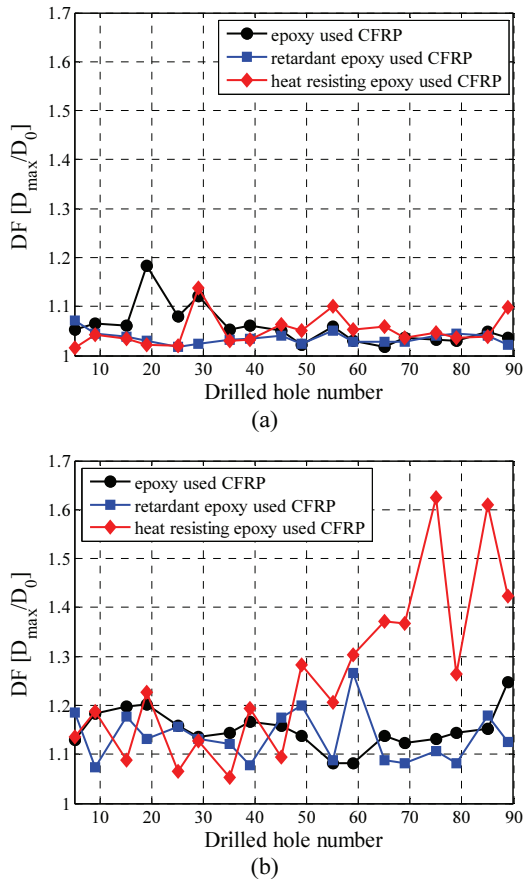 1.7
1.6
1.5
1.4
1.3
1.2
1.1
1
DF [D_max/D_0]
epoxy used CFRP
retardant epoxy used CFRP
heat resisting epoxy used CFRP
10 20 30 40 50 60 70 80 90
Drilled hole number
(a)
1.7
1.6
1.5
1.4
1.3
1.2
1.1
1
DF [D_max/D_0]
epoxy used CFRP
retardant epoxy used CFRP
heat resisting epoxy used CFRP
10 20 30 40 50 60 70 80 90
Drilled hole number
(b)